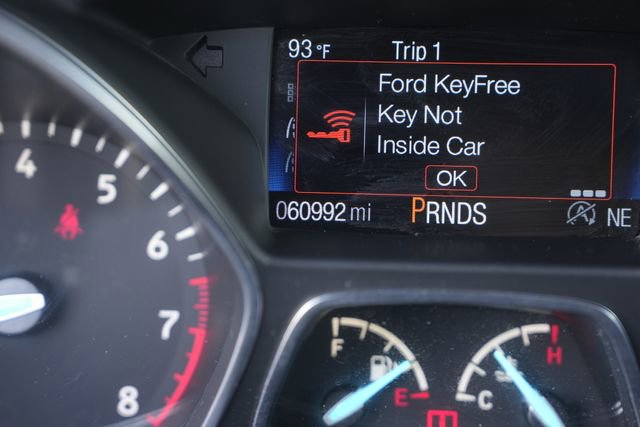 93 °F Trip 1
Ford KeyFree
Key Not
Inside Car
OK
060992 mi PRNDS NE
4
5
6
7
8
F
E
H
C